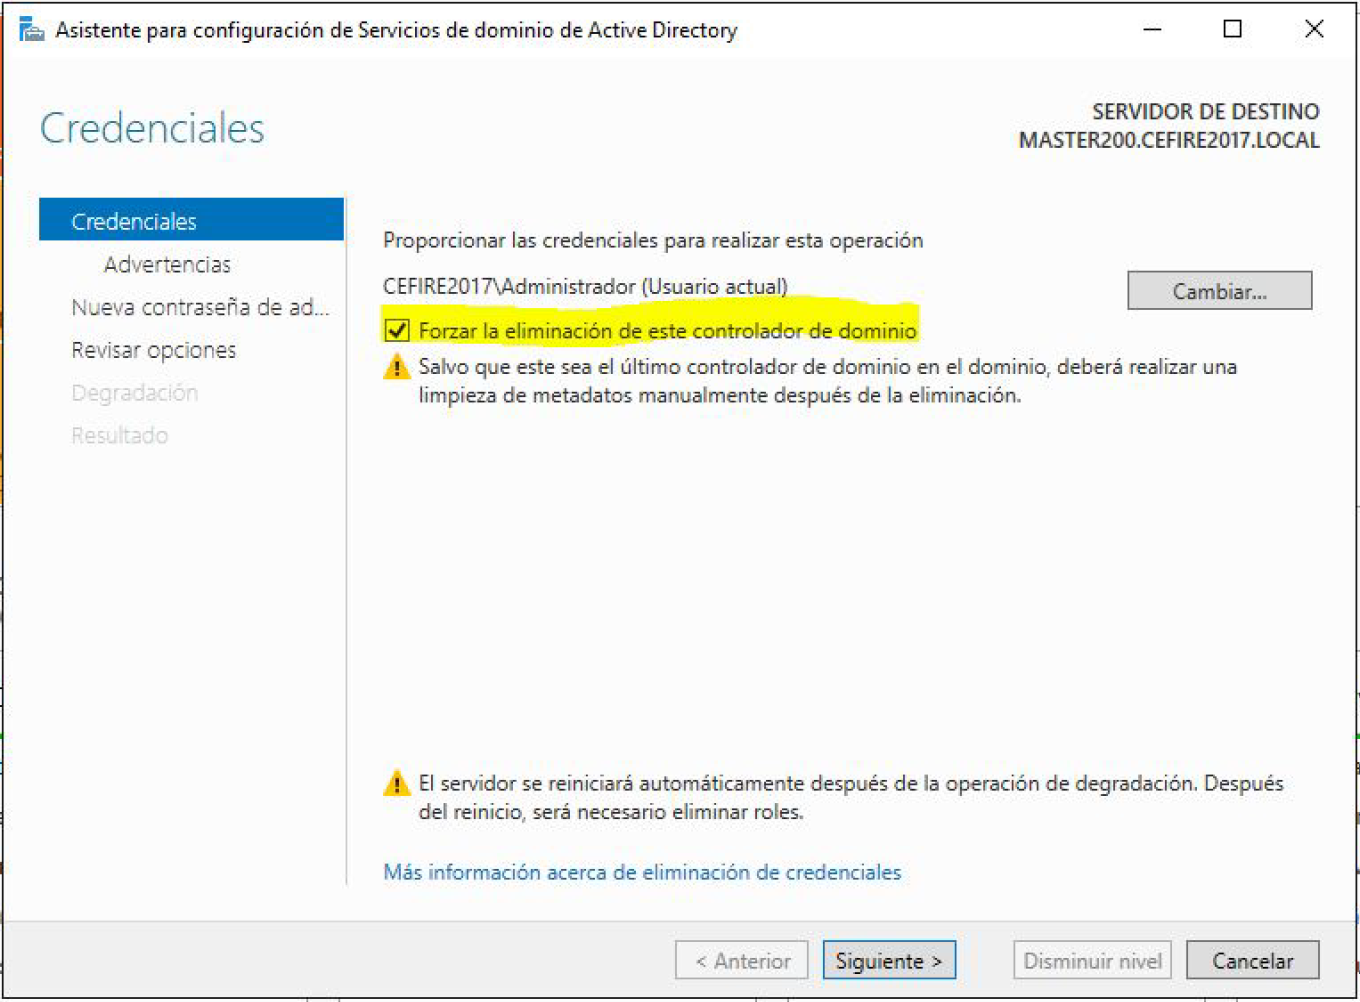 Asistente para configuración de Servicios de dominio de Active Directory
Credenciales
SERVIDOR DE DESTINO
MASTER200.CEFIRE2017.LOCAL
Credenciales
Advertencias
Nueva contraseña de ad...
Revisar opciones
Degradación
Resultado
Proporcionar las credenciales para realizar esta operación
CEFIRE2017\Administrador (Usuario actual)
Cambiar...
Forzar la eliminación de este controlador de dominio
Salvo que este sea el último controlador de dominio en el dominio, deberá realizar una
limpieza de metadatos manualmente después de la eliminación.
El servidor se reiniciará automáticamente después de la operación de degradación. Después
del reinicio, será necesario eliminar roles.
Más información acerca de eliminación de credenciales
< Anterior
Siguiente >
Disminuir nivel
Cancelar